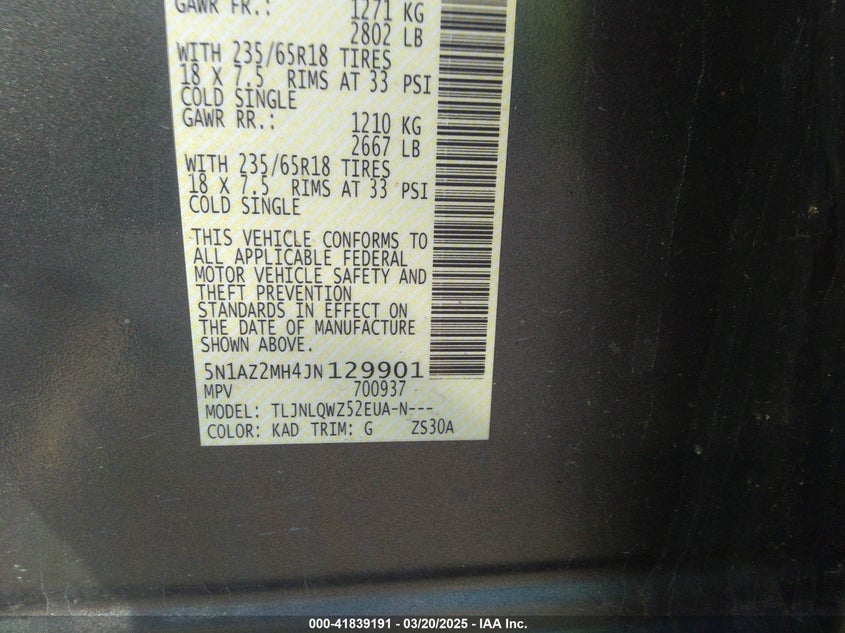 GAWR FR.: 1271 KG
2802 LB
WITH 235/65R18 TIRES
18 X 7.5 RIMS AT 33 PSI
COLD SINGLE
GAWR RR.: 1210 KG
2667 LB
WITH 235/65R18 TIRES
18 X 7.5 RIMS AT 33 PSI
COLD SINGLE
THIS VEHICLE CONFORMS TO
ALL APPLICABLE FEDERAL
MOTOR VEHICLE SAFETY AND
THEFT PREVENTION
STANDARDS IN EFFECT ON
THE DATE OF MANUFACTURE
SHOWN ABOVE.
5N1AZ2MH4JN129901
MPV 700937
MODEL: TLJNLQWZ52EUA-N---
COLOR: KAD TRIM: G ZS30A
000-41839191 - 03/20/2025 - IAA Inc.